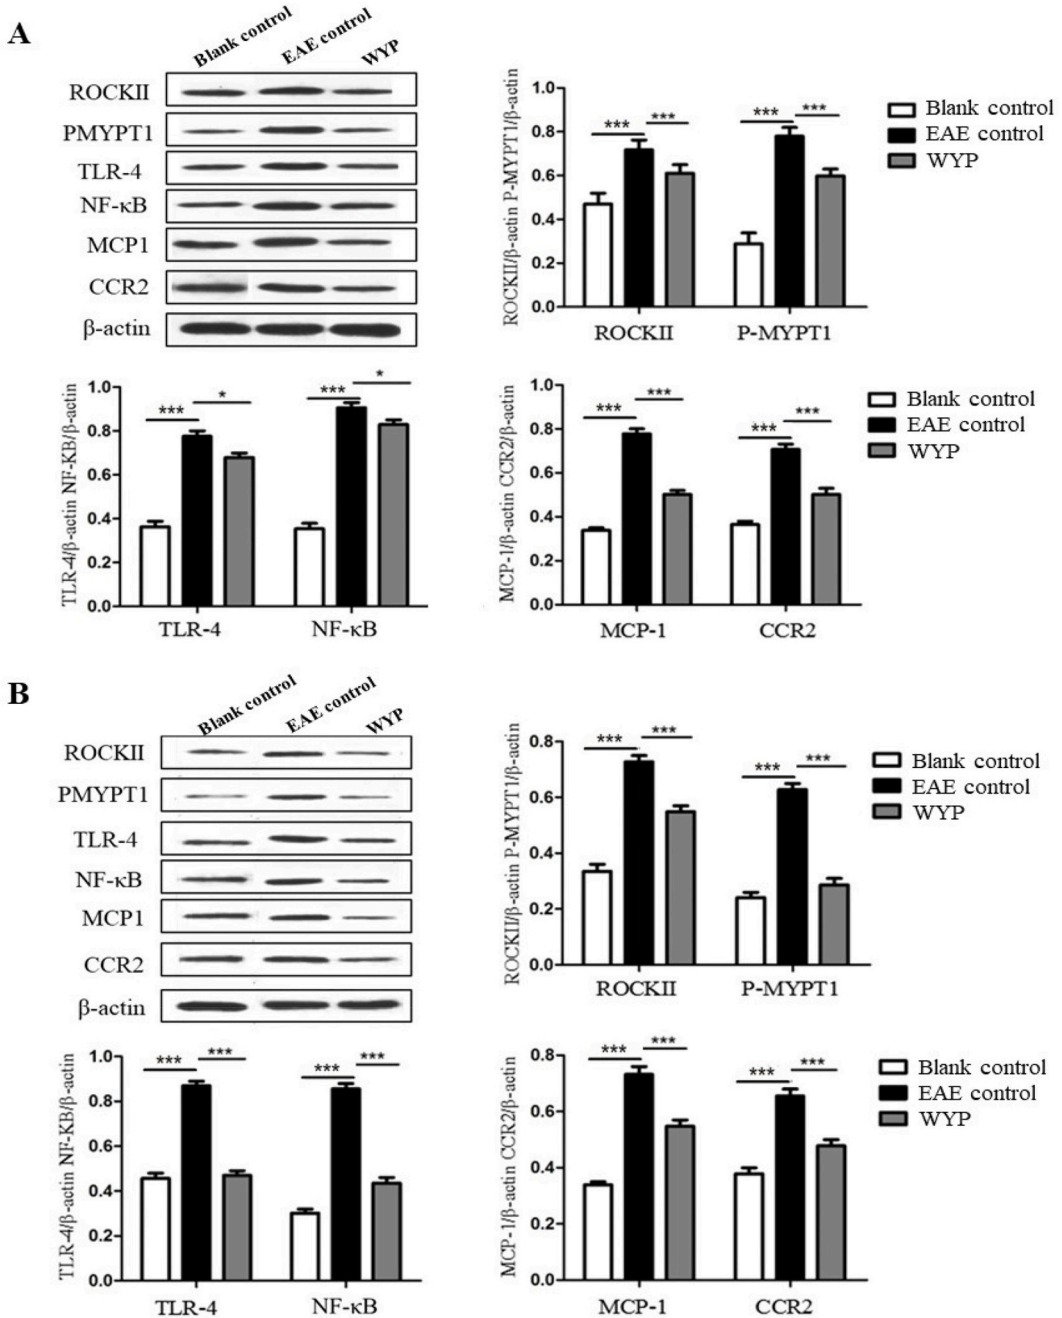 A
Blank control
EAE control
WYP
ROCKII
PMYPT1
TLR-4
NF-κB
MCP1
CCR2
β-actin
ROCKII/β-actin P-MYPT1/β-actin
1.0
0.8
0.6
0.4
0.2
0.0
***
***
***
***
ROCKII
P-MYPT1
Blank control
EAE control
WYP
TLR-4/β-actin NF-KB/β-actin
1.0
0.8
0.6
0.4
0.2
0.0
***
*
***
*
TLR-4
NF-κB
MCP-1/β-actin CCR2/β-actin
1.0
0.8
0.6
0.4
0.2
0.0
***
***
***
***
MCP-1
CCR2
Blank control
EAE control
WYP
B
Blank control
EAE control
WYP
ROCKII
PMYPT1
TLR-4
NF-κB
MCP1
CCR2
β-actin
ROCKII/β-actin P-MYPT1/β-actin
0.8
0.6
0.4
0.2
0.0
***
***
***
***
ROCKII
P-MYPT1
Blank control
EAE control
WYP
TLR-4/β-actin NF-KB/β-actin
1.0
0.8
0.6
0.4
0.2
0.0
***
***
***
***
TLR-4
NF-κB
MCP-1/β-actin CCR2/β-actin
0.8
0.6
0.4
0.2
0.0
***
***
***
***
MCP-1
CCR2
Blank control
EAE control
WYP